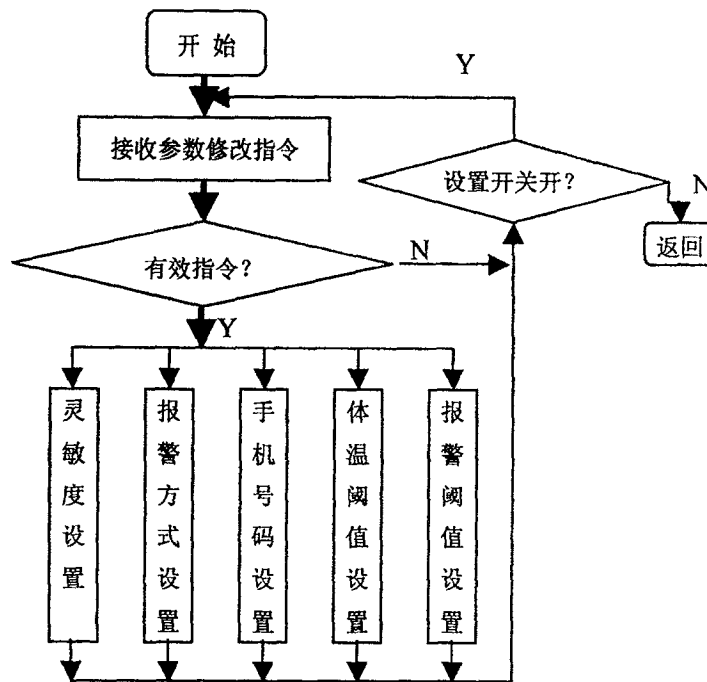 开 始
Y
接收参数修改指令
设置开关开？
N
返回
有效指令？
N
Y
灵敏度设置
报警方式设置
手机号码设置
体温阈值设置
报警阈值设置